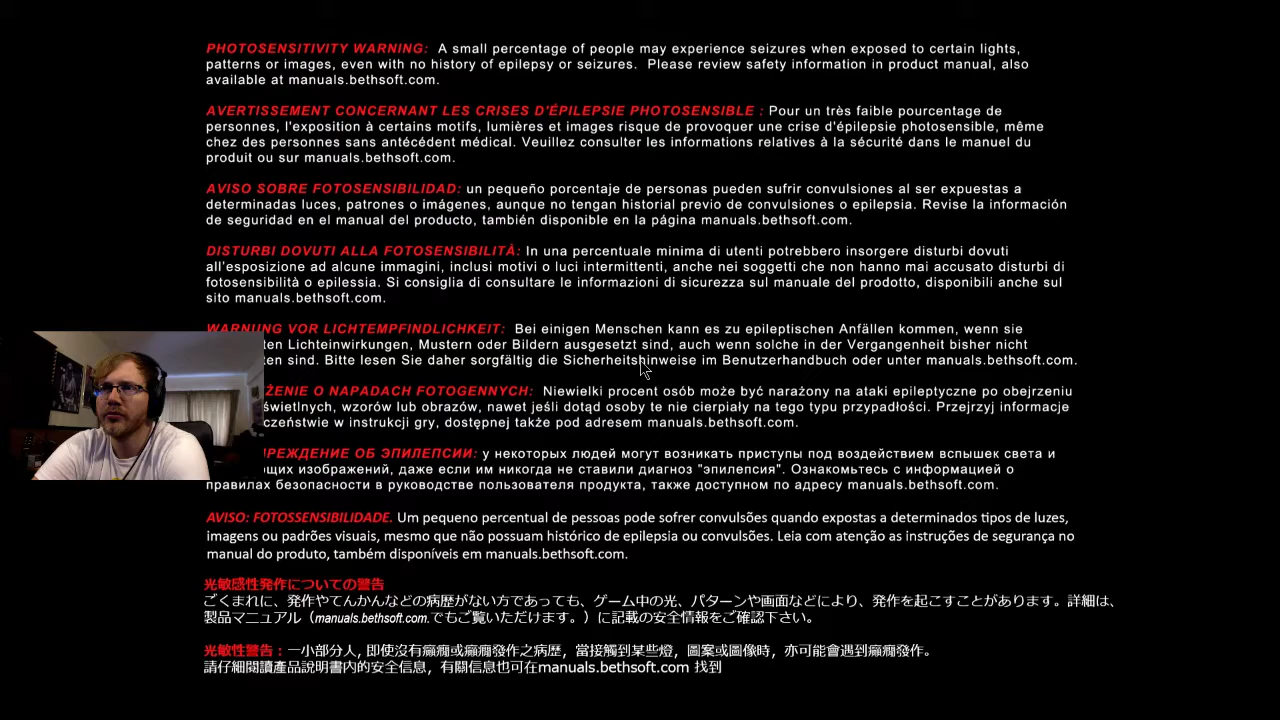 PHOTOSENSITIVITY WARNING: A small percentage of people may experience seizures when exposed to certain lights,
patterns or images, even with no history of epilepsy or seizures. Please review safety information in product manual, also
available at manuals.bethsoft.com.
AVERTISSEMENT CONCERNANT LES CRISES D'ÉPILEPSIE PHOTOSENSIBLE : Pour un très faible pourcentage de
personnes, l'exposition à certains motifs, lumières et images risque de provoquer une crise d'épilepsie photosensible, même
chez des personnes sans antécédent médical. Veuillez consulter les informations relatives à la sécurité dans le manuel du
produit ou sur manuals.bethsoft.com.
AVISO SOBRE FOTOSENSIBILIDAD: un pequeño porcentaje de personas pueden sufrir convulsiones al ser expuestas a
determinadas luces, patrones o imágenes, aunque no tengan historial previo de convulsiones o epilepsia. Revise la información
de seguridad en el manual del producto, también disponible en la página manuals.bethsoft.com.
DISTURBI DOVUTI ALLA FOTOSENSIBILITÀ: In una percentuale minima di utenti potrebbero insorgere disturbi dovuti
all'esposizione ad alcune immagini, inclusi motivi o luci intermittenti, anche nei soggetti che non hanno mai accusato disturbi di
fotosensibilità o epilessia. Si consiglia di consultare le informazioni di sicurezza sul manuale del prodotto, disponibili anche sul
sito manuals.bethsoft.com.
WARNUNG VOR LICHTEMPFINDLICHKEIT: Bei einigen Menschen kann es zu epileptischen Anfällen kommen, wenn sie
ten Lichteinwirkungen, Mustern oder Bildern ausgesetzt sind, auch wenn solche in der Vergangenheit bisher nicht
ken sind. Bitte lesen Sie daher sorgfältig die Sicherheitshinweise im Benutzerhandbuch oder unter manuals.bethsoft.com.
ŻENIE O NAPADACH FOTOGENNYCH: Niewielki procent osób może być narażony na ataki epileptyczne po obejrzeniu
świetlnych, wzorów lub obrazów, nawet jeśli dotąd osoby te nie cierpiały na tego typu przypadłości. Przejrzyj informacje
czeństwie w instrukcji gry, dostępnej także pod adresem manuals.bethsoft.com.
РЕЖДЕНИЕ ОБ ЭПИЛЕПСИИ: у некоторых людей могут возникать приступы под воздействием вспышек света и
ющих изображений, даже если им никогда не ставили диагноз "эпилепсия". Ознакомьтесь с информацией о
правилах безопасности в руководстве пользователя продукта, также доступном по адресу manuals.bethsoft.com.
AVISO: FOTOSSENSIBILIDADE. Um pequeno percentual de pessoas pode sofrer convulsões quando expostas a determinados tipos de luzes,
imagens ou padrões visuais, mesmo que não possuam histórico de epilepsia ou convulsões. Leia com atenção as instruções de segurança no
manual do produto, também disponíveis em manuals.bethsoft.com.
光敏感性発作についての警告
ごくまれに、発作やてんかんなどの病歴がない方であっても、ゲーム中の光、パターンや画面などにより、発作を起こすことがあります。詳細は、
製品マニュアル（manuals.bethsoft.com.でもご覧いただけます。）に記載の安全情報をご確認下さい。
光敏性警告：一小部分人, 即使沒有癲癇或癲癇發作之病歷，當接觸到某些燈，圖案或圖像時，亦可能會遇到癲癇發作。
請仔細閱讀產品說明書內的安全信息，有關信息也可在manuals.bethsoft.com 找到